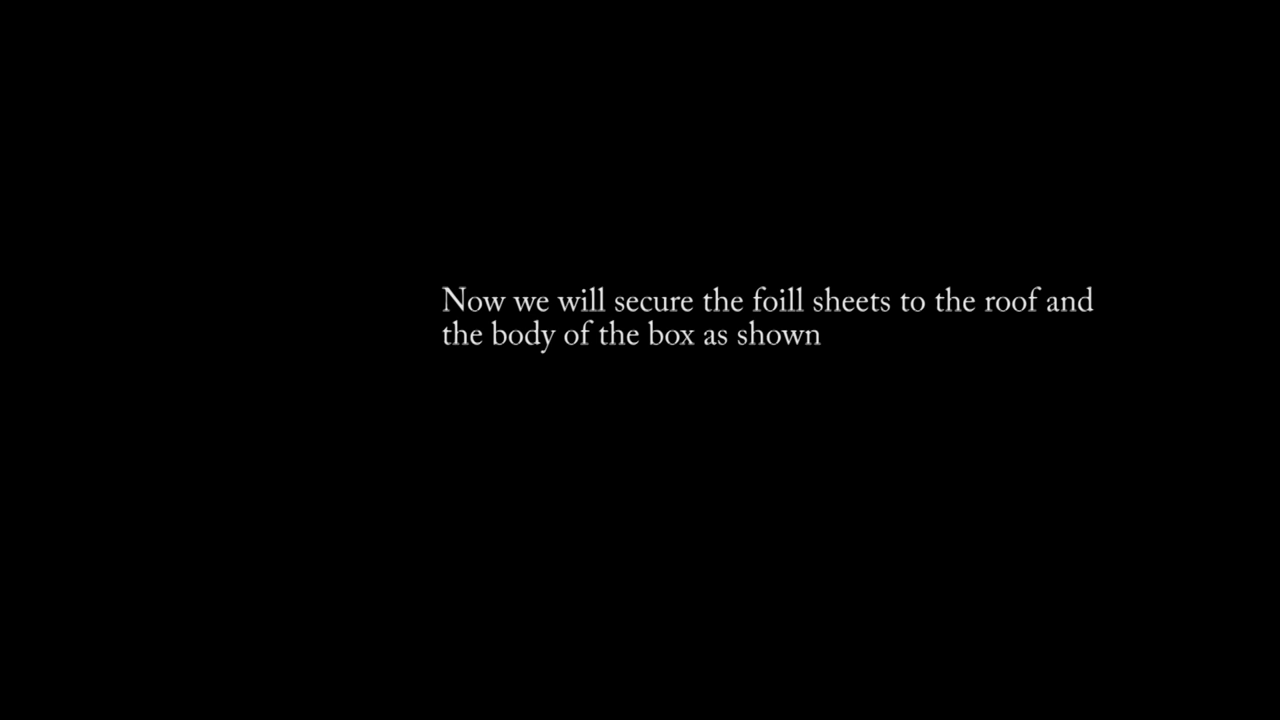 Now we will secure the foill sheets to the roof and
the body of the box as shown